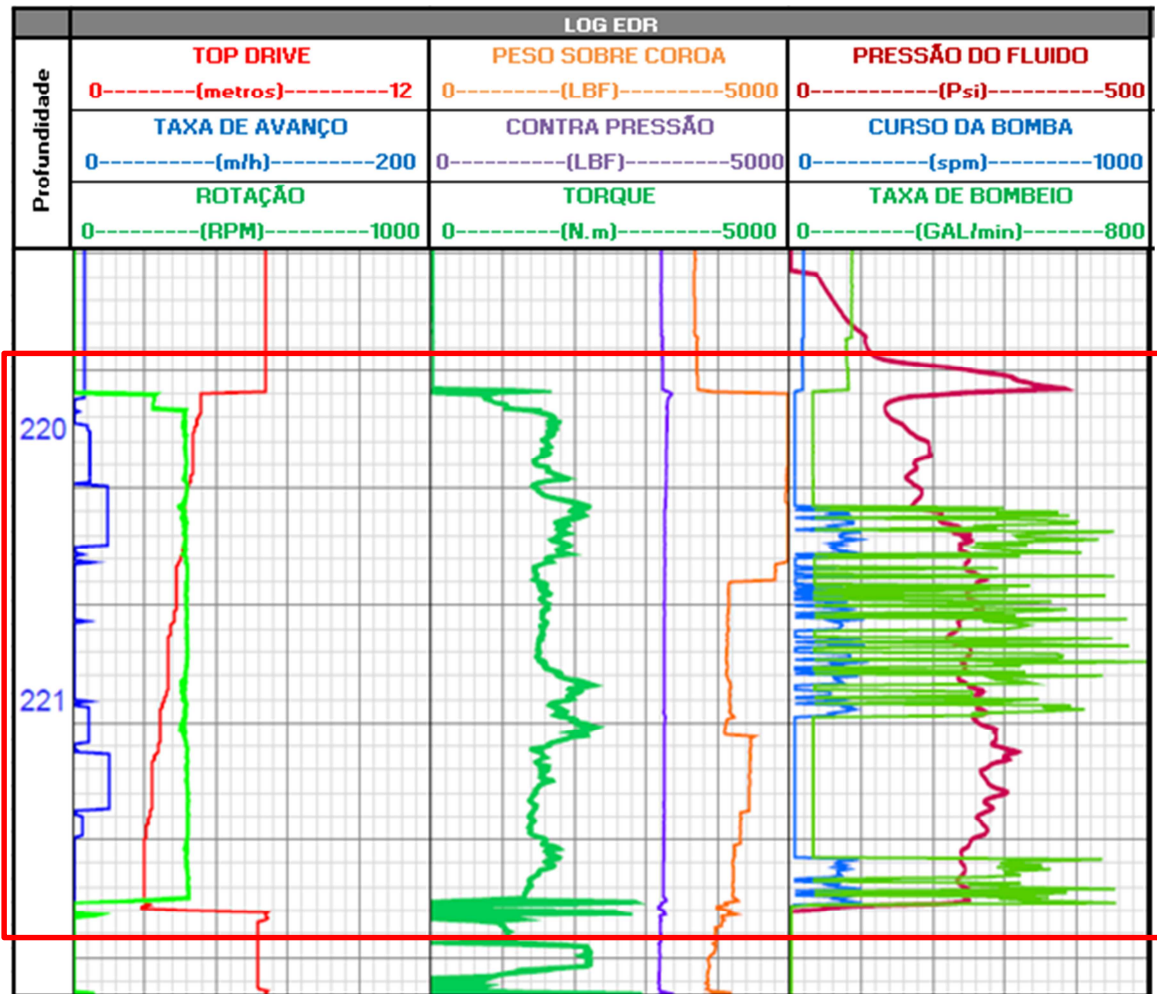 LOG EDR
Profundidade
TOP DRIVE
0--------(metros)---------12
PESO SOBRE COROA
0----------(LBF)----------5000
PRESSÃO DO FLUIDO
0------------(Psi)-----------500
TAXA DE AVANÇO
0----------(m/h)---------200
CONTRA PRESSÃO
0----------(LBF)----------5000
CURSO DA BOMBA
0----------(spm)---------1000
ROTAÇÃO
0---------(RPM)---------1000
TORQUE
0---------(N.m)---------5000
TAXA DE BOMBEIO
0---------(GAL/min)-------800
220
221